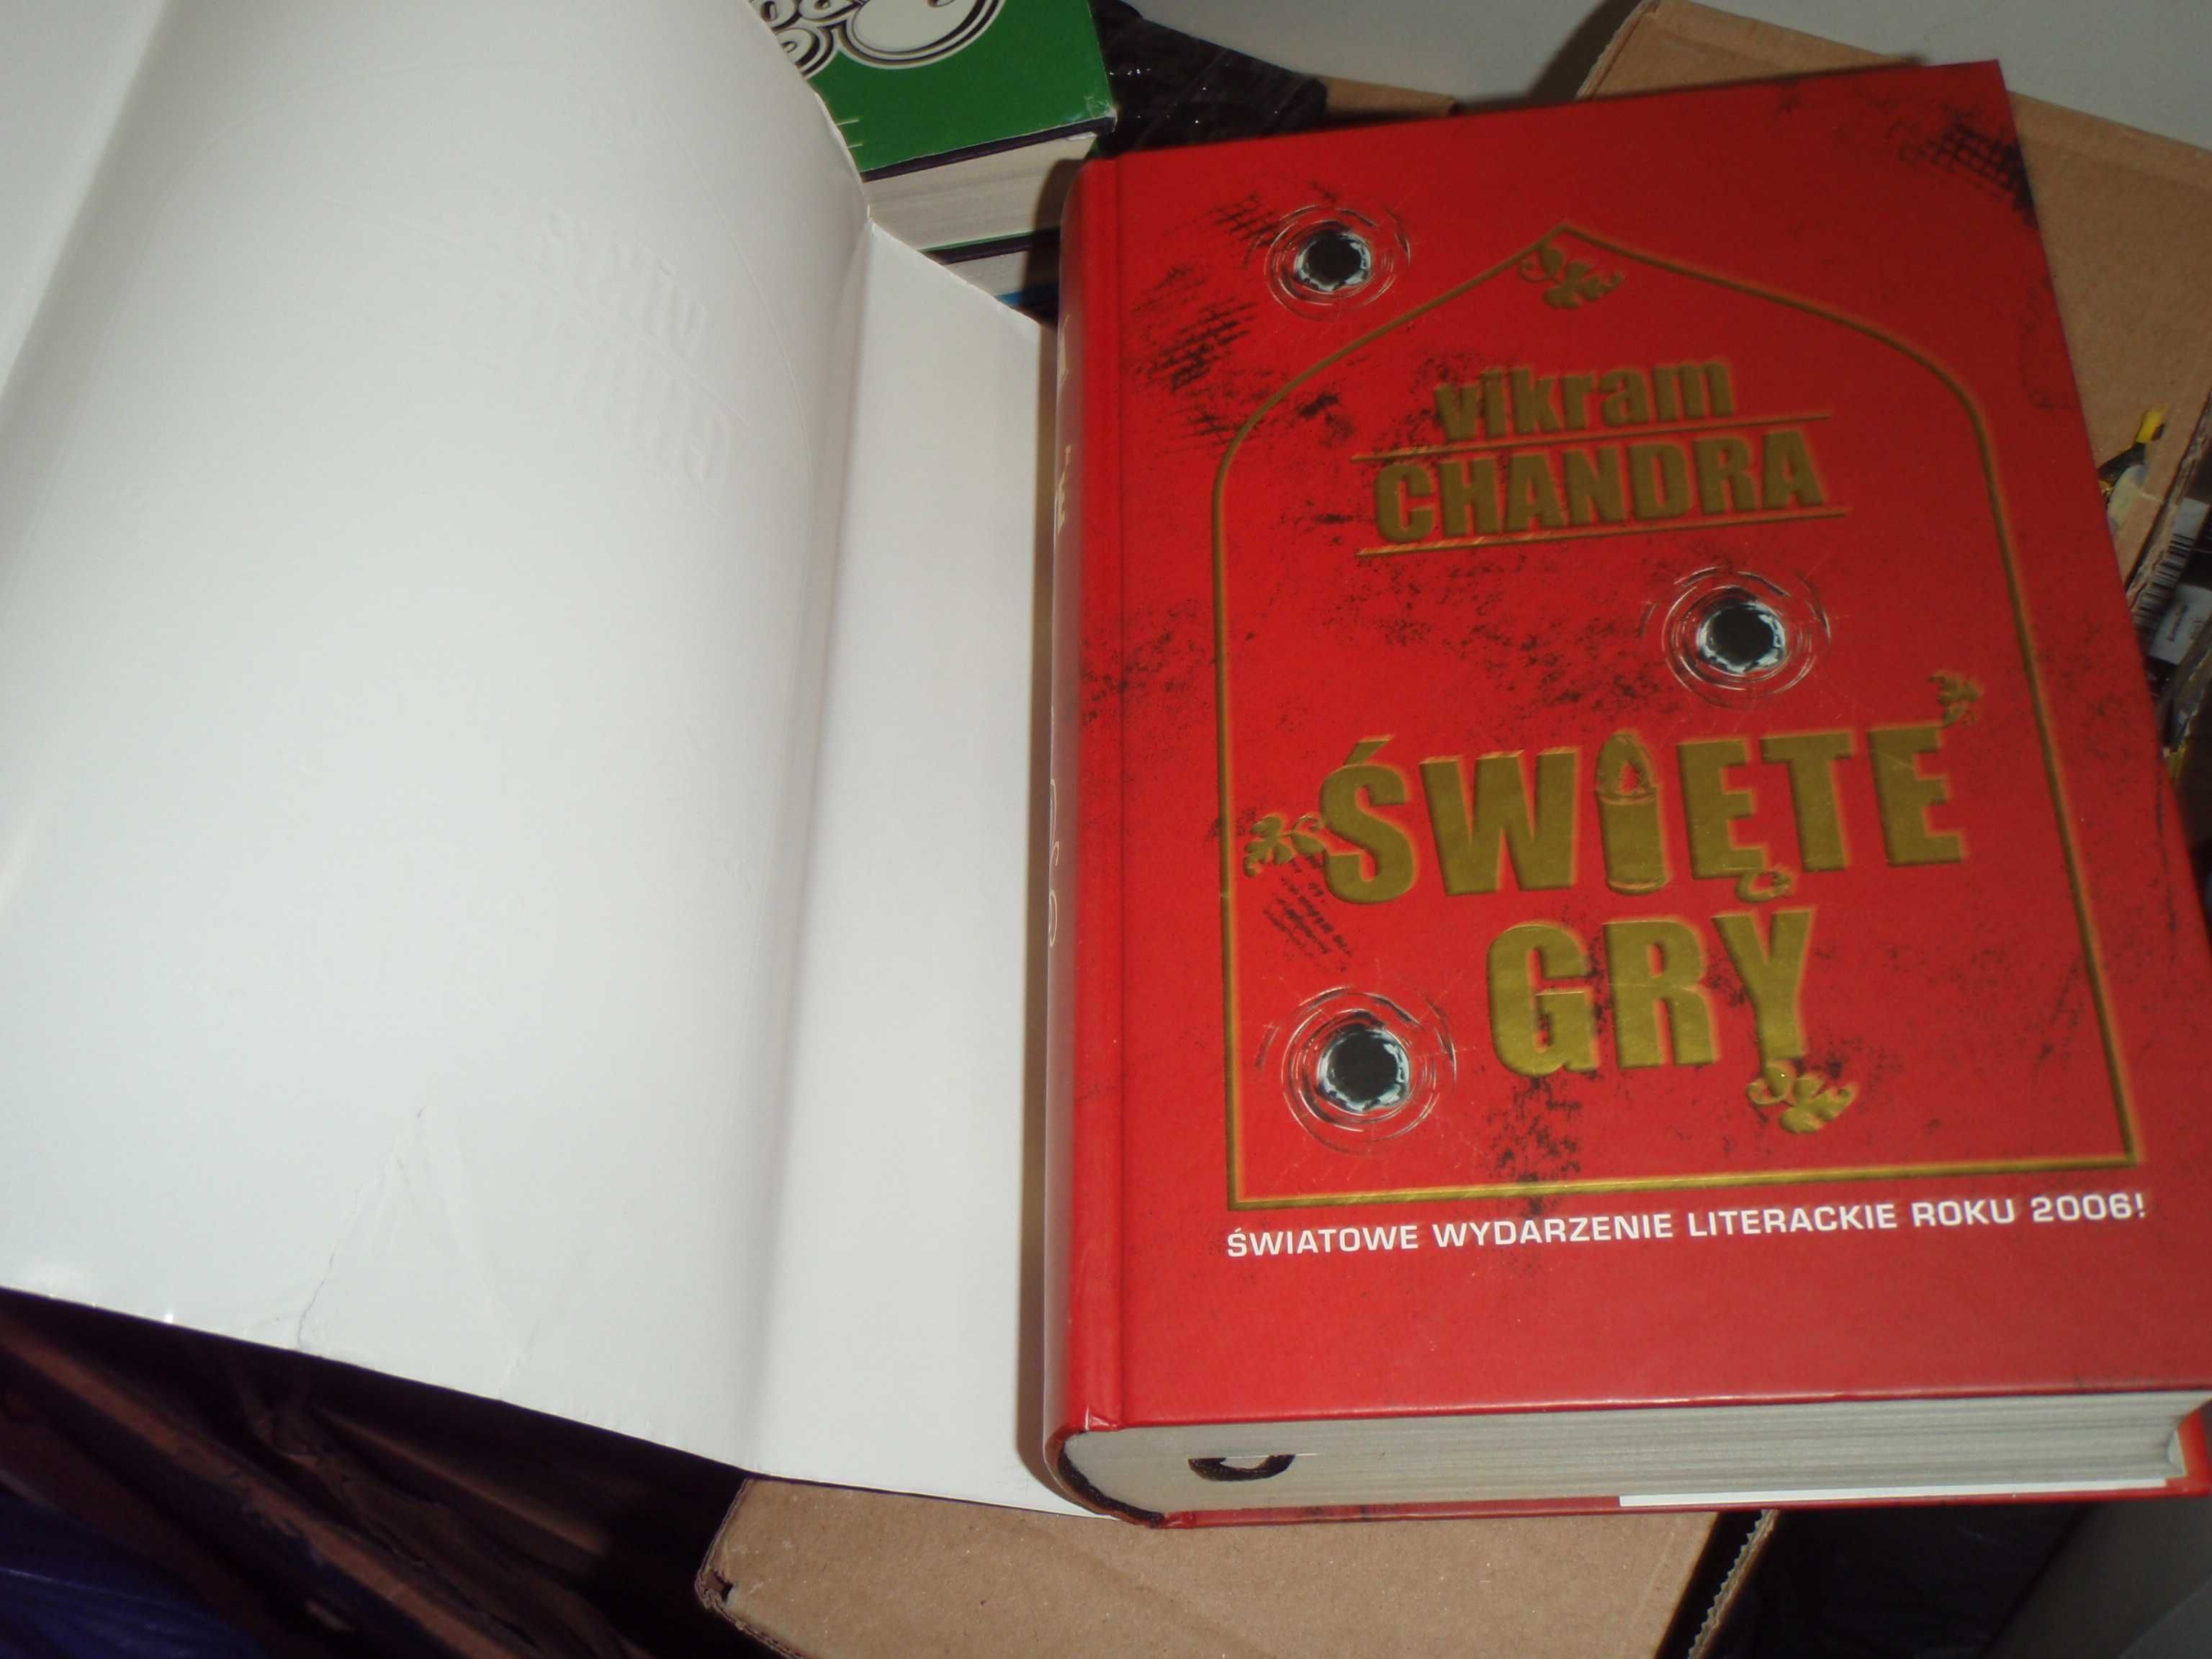 vikram
CHANDRA
ŚWIĘTE
GRY
ŚWIATOWE WYDARZENIE LITERACKIE ROKU 2006!